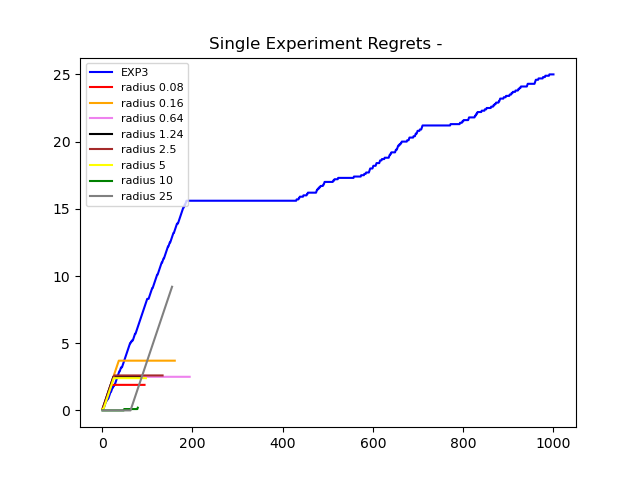 Single Experiment Regrets -
25
20
15
10
5
0
EXP3
radius 0.08
radius 0.16
radius 0.64
radius 1.24
radius 2.5
radius 5
radius 10
radius 25
0 200 400 600 800 1000